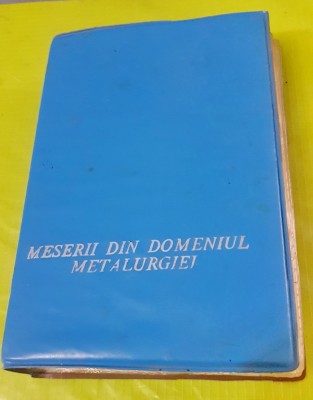 MESERII DIN DOMENIUL
METALURGIEI